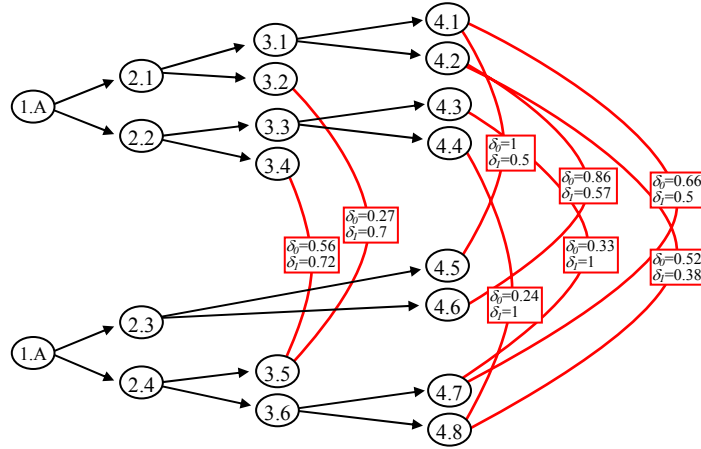 4.1
3.1
4.2
2.1
3.2
1.A
4.3
3.3
2.2
4.4
3.4
δ0=1
δ1=0.5
δ0=0.86
δ1=0.57
δ0=0.66
δ1=0.5
δ0=0.27
δ1=0.7
δ0=0.56
δ1=0.72
δ0=0.33
δ1=1
δ0=0.52
δ1=0.38
4.5
δ0=0.24
δ1=1
4.6
2.3
1.A
3.5
2.4
4.7
3.6
4.8